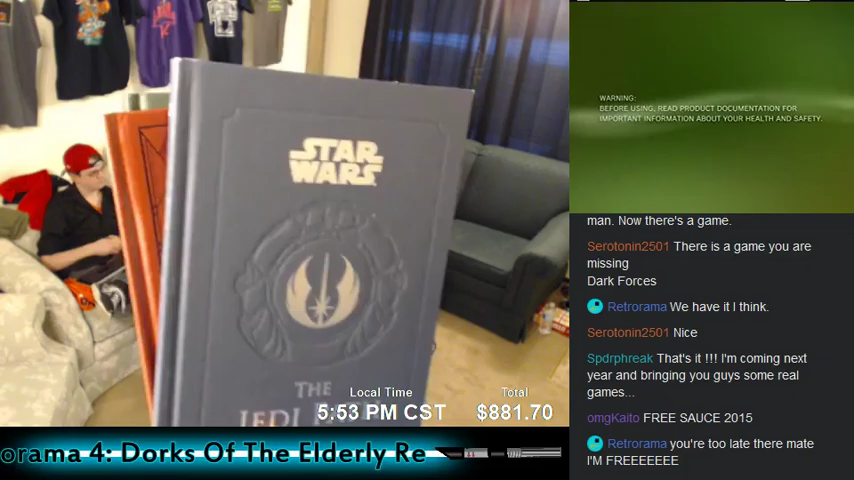 STAR
WARS
THE
JEDI PATH
Local Time
Total
5:53 PM CST
$881.70
orama 4: Dorks Of The Elderly Re
WARNING:
BEFORE USING, READ PRODUCT DOCUMENTATION FOR
IMPORTANT INFORMATION ABOUT YOUR HEALTH AND SAFETY.
man. Now there's a game.
Serotonin2501 There is a game you are
missing
Dark Forces
Retrorama We have it I think.
Serotonin2501 Nice
Spdrphreak That's it !!! I'm coming next
year and bringing you guys some real
games...
omgKaito FREE SAUCE 2015
Retrorama you're too late there mate
I'M FREEEEEEE